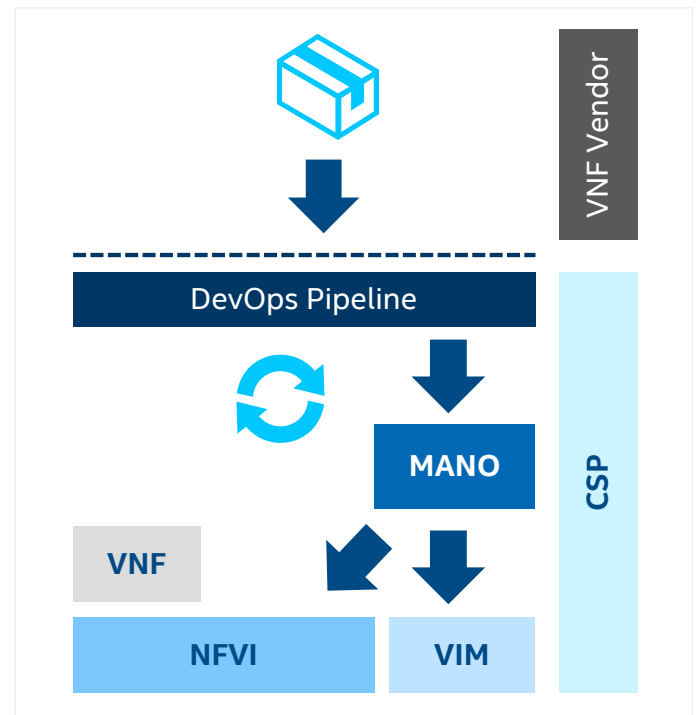 VNF Vendor
DevOps Pipeline
MANO
CSP
VNF
NFVI
VIM